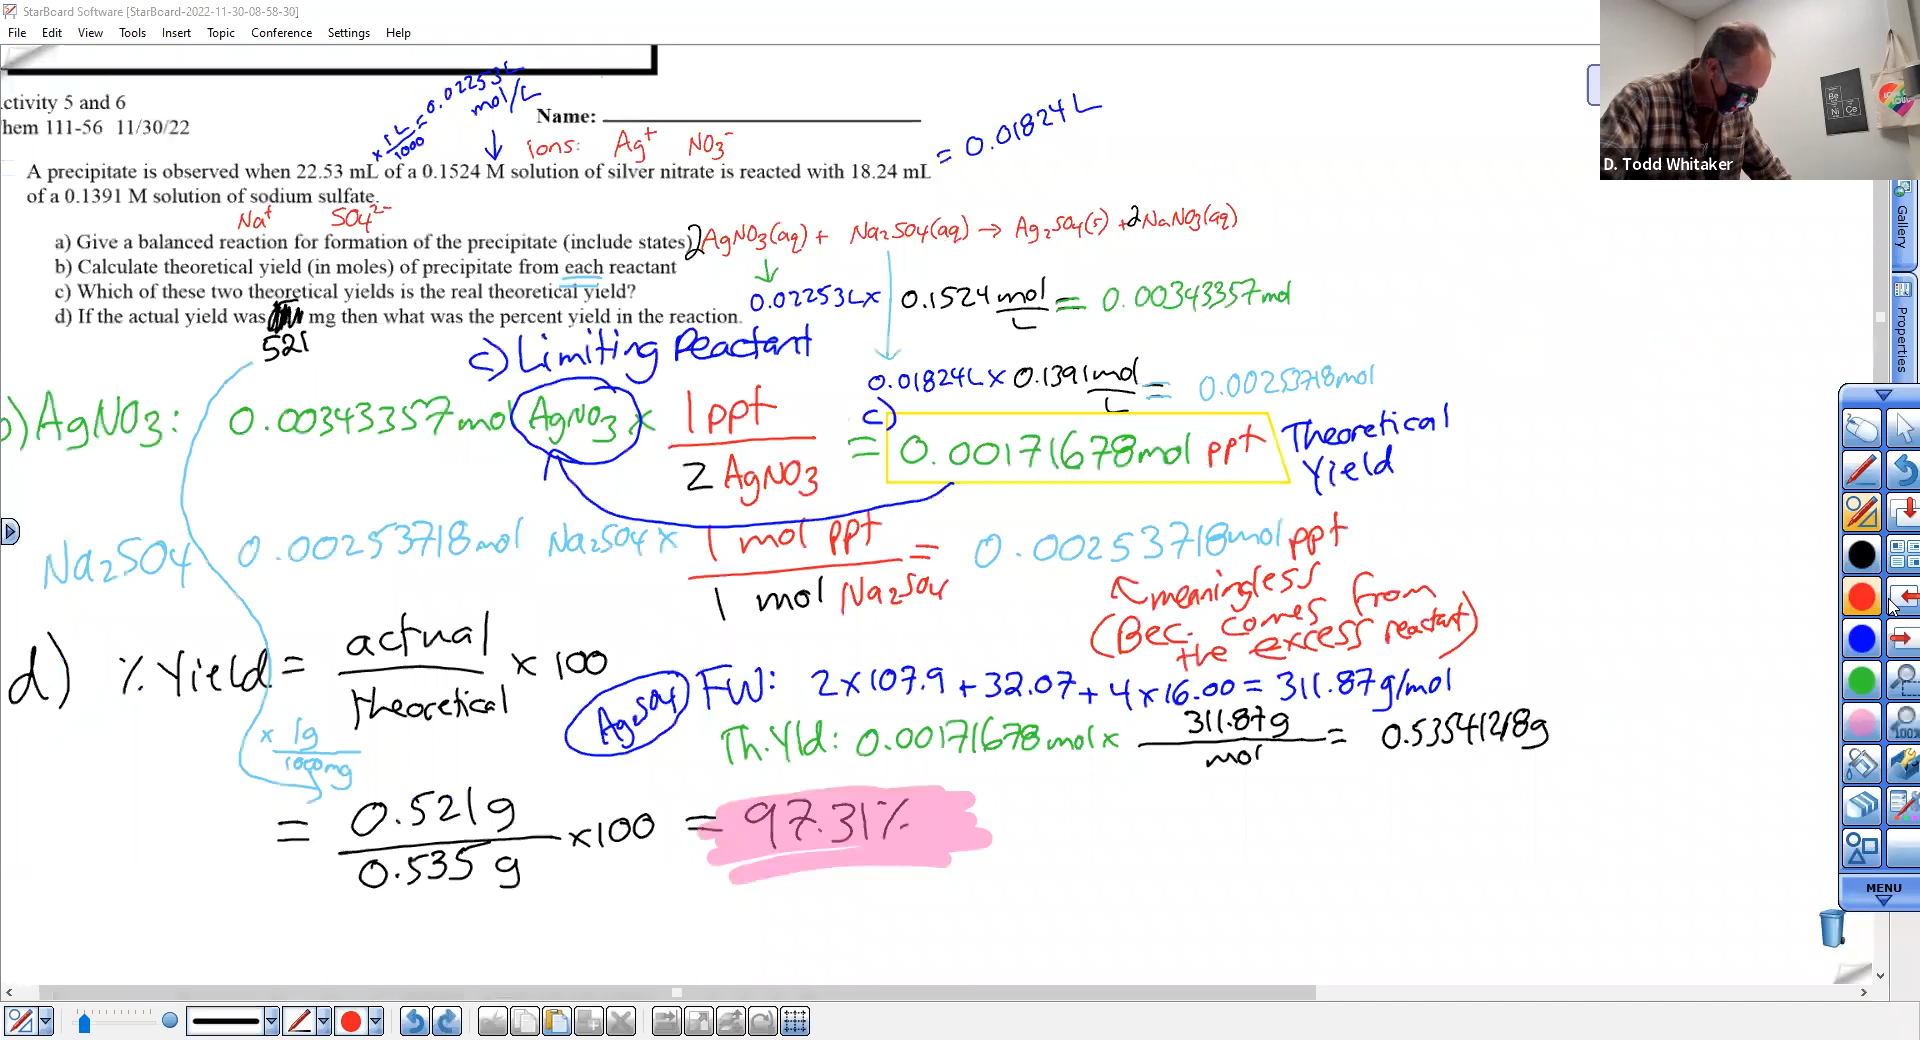 StarBoard Software [StarBoard-2022-11-30-08-58-30]
File Edit View Tools Insert Topic Conference Settings Help
ctivity 5 and 6
hem 111-56 11/30/22
Name:
x 1 L / 1000 = 0.02253 L
mol/L
ions: Ag+ NO3-
= 0.01824 L
A precipitate is observed when 22.53 mL of a 0.1524 M solution of silver nitrate is reacted with 18.24 mL
of a 0.1391 M solution of sodium sulfate.
Na+ SO4 2-
a) Give a balanced reaction for formation of the precipitate (include states)
2AgNO3(aq) + Na2SO4(aq) → Ag2SO4(s) + 2NaNO3(aq)
b) Calculate theoretical yield (in moles) of precipitate from each reactant
c) Which of these two theoretical yields is the real theoretical yield?
0.02253L x 0.1524 mol / L = 0.00343357 mol
d) If the actual yield was mg then what was the percent yield in the reaction.
521
c) Limiting Reactant
0.01824L x 0.1391 mol / L = 0.00253718 mol
b) AgNO3: 0.00343357 mol AgNO3 x 1 ppt / 2 AgNO3 = c) 0.00171678 mol ppt Theoretical Yield
Na2SO4 0.00253718 mol Na2SO4 x 1 mol ppt / 1 mol Na2SO4 = 0.00253718 mol ppt
↖ meaningless
(Bec. comes from
the excess reactant)
d) % Yield = actual / theoretical x 100
Ag2SO4 FW: 2 x 107.9 + 32.07 + 4 x 16.00 = 311.87 g/mol
Th. Yld: 0.00171678 mol x 311.87 g / mol = 0.53541218 g
x 1g / 1000mg
= 0.521 g / 0.535 g x 100 = 97.31%
D. Todd Whitaker
Be
Ni Ce
Gallery
Properties
100%
MENU